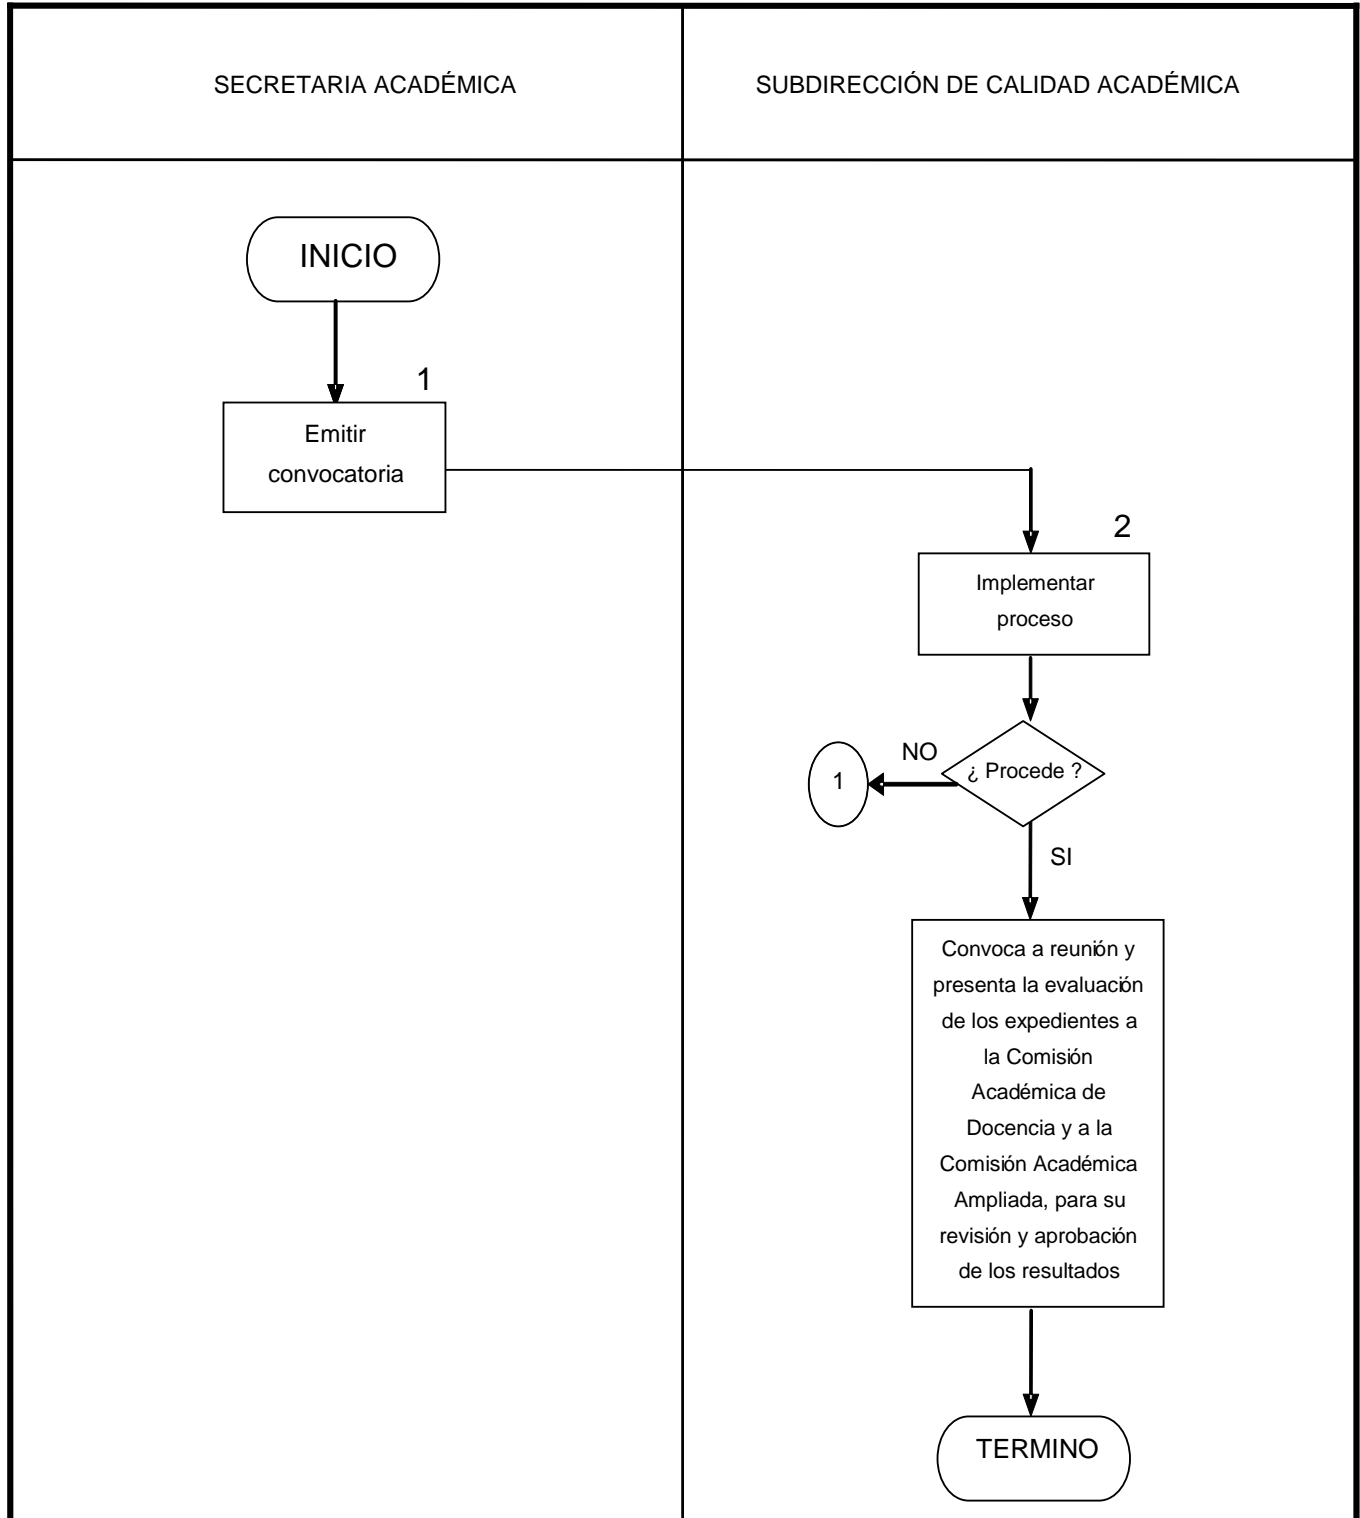 SECRETARIA ACADÉMICA
SUBDIRECCIÓN DE CALIDAD ACADÉMICA
INICIO
1
Emitir
convocatoria
2
Implementar
proceso
¿ Procede ?
NO
1
SI
Convoca a reunión y
presenta la evaluación
de los expedientes a
la Comisión
Académica de
Docencia y a la
Comisión Académica
Ampliada, para su
revisión y aprobación
de los resultados
TERMINO